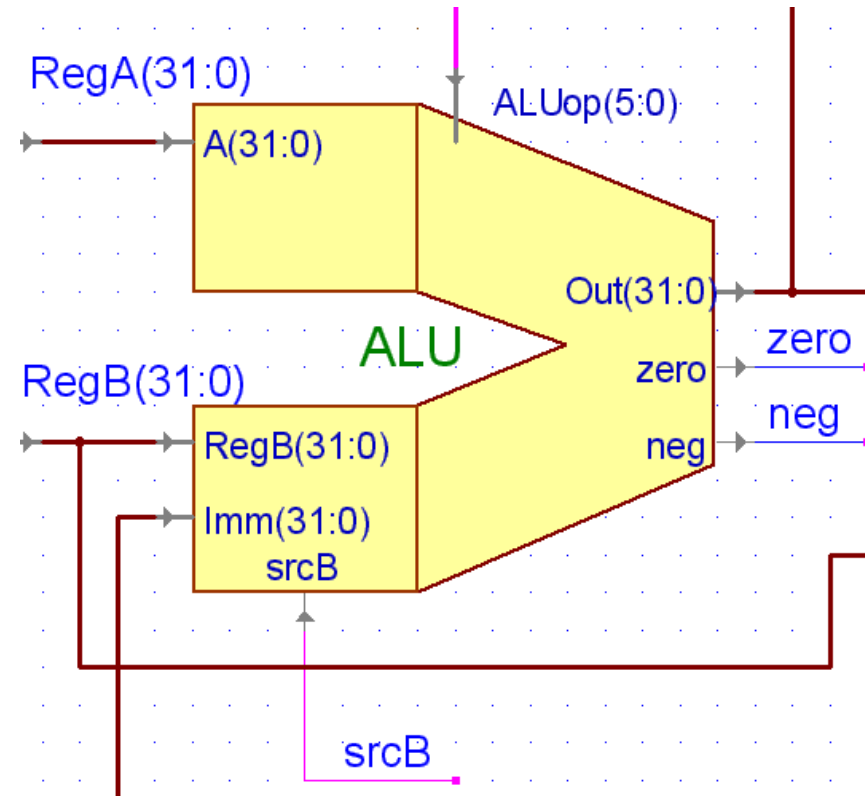 RegA(31:0)
ALUop(5:0)
A(31:0)
Out(31:0)
ALU
zero
zero
RegB(31:0)
neg
RegB(31:0)
neg
Imm(31:0)
srcB
srcB